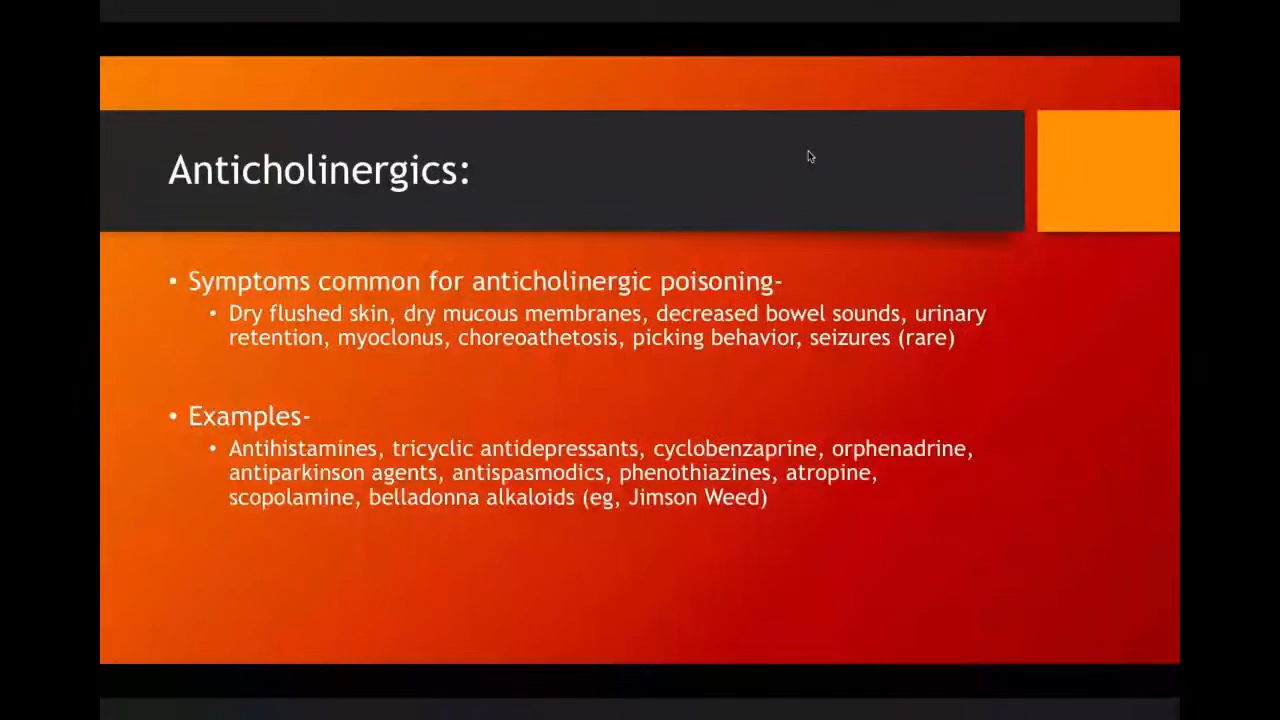 Anticholinergics:
• Symptoms common for anticholinergic poisoning-
• Dry flushed skin, dry mucous membranes, decreased bowel sounds, urinary
retention, myoclonus, choreoathetosis, picking behavior, seizures (rare)
• Examples-
• Antihistamines, tricyclic antidepressants, cyclobenzaprine, orphenadrine,
antiparkinson agents, antispasmodics, phenothiazines, atropine,
scopolamine, belladonna alkaloids (eg, Jimson Weed)